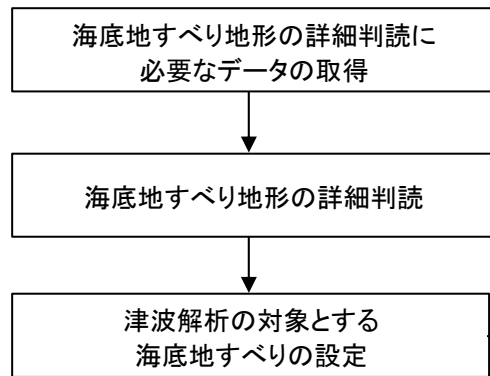 海底地すべり地形の詳細判読に
必要なデータの取得
海底地すべり地形の詳細判読
津波解析の対象とする
海底地すべりの設定